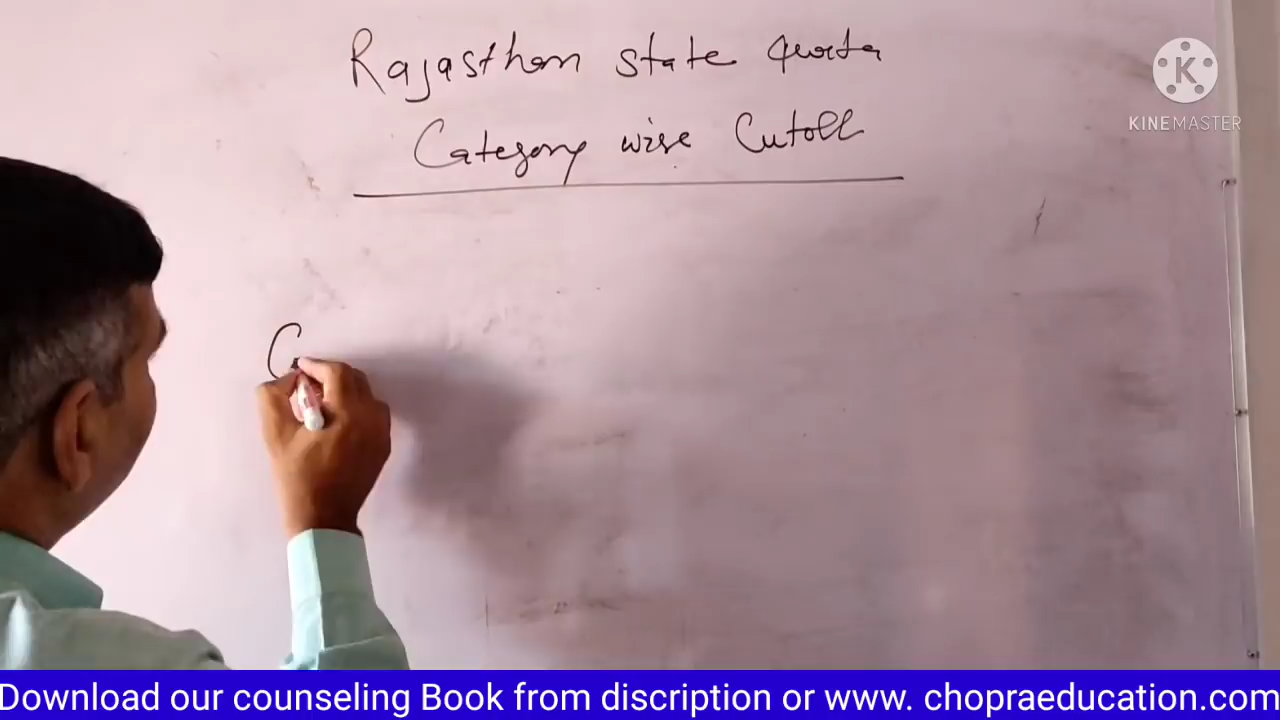 Rajasthan state quota
Category wise Cutoff
K
KINEMASTER
C
Download our counseling Book from discription or www. chopraeducation.com